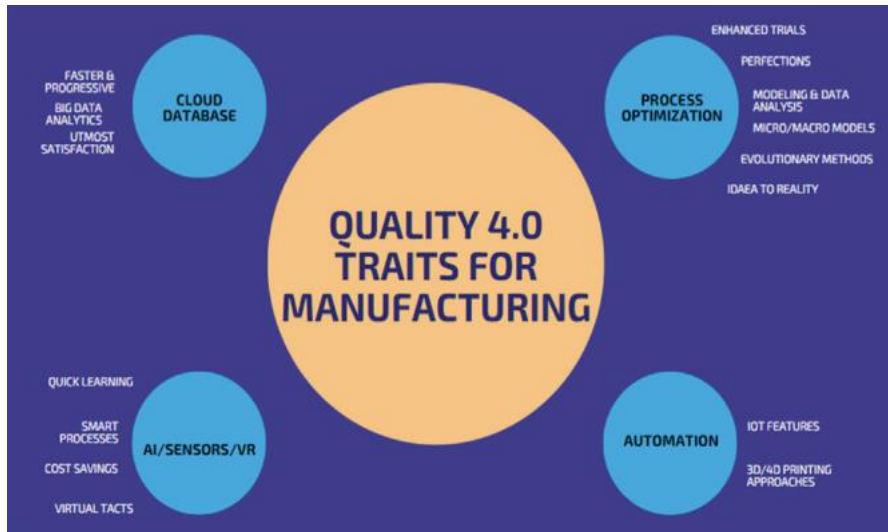 FASTER &
PROGRESSIVE
BIG DATA
ANALYTICS
UTMOST
SATISFACTION
CLOUD
DATABASE
ENHANCED TRIALS
PERFECTIONS
MODELING & DATA
ANALYSIS
MICRO/MACRO MODELS
EVOLUTIONARY METHODS
IDAEA TO REALITY
PROCESS
OPTIMIZATION
QUALITY 4.0
TRAITS FOR
MANUFACTURING
QUICK LEARNING
SMART
PROCESSES
COST SAVINGS
VIRTUAL TACTS
AI/SENSORS/VR
AUTOMATION
IOT FEATURES
3D/4D PRINTING
APPROACHES